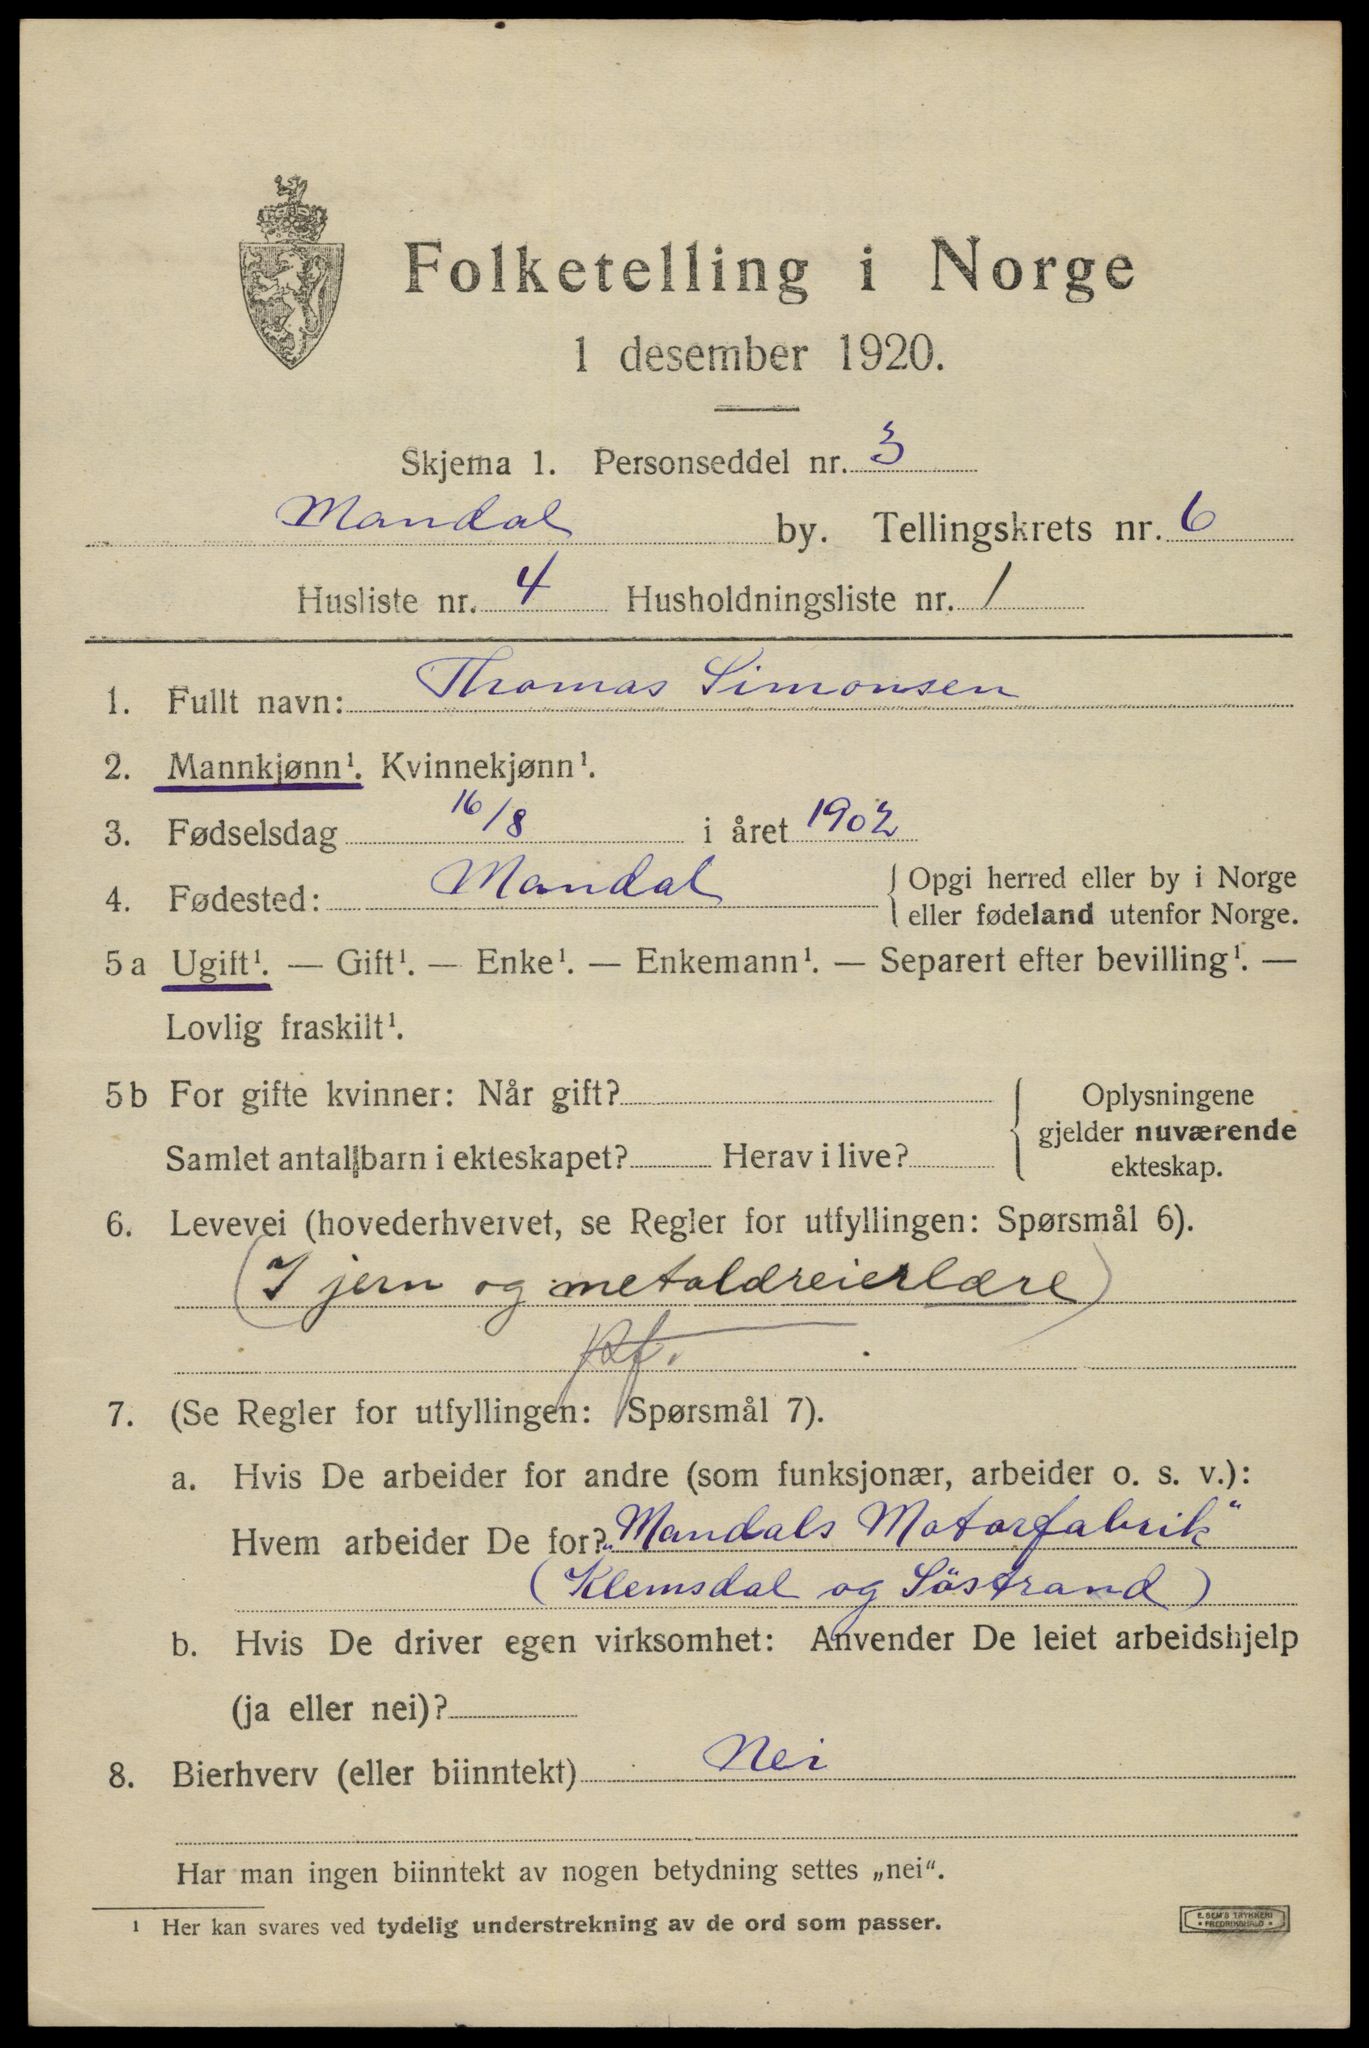 Folketelling i Norge
1 desember 1920.
Skjema 1. Personseddel nr. 3
Mandal by. Tellingskrets nr. 6
Husliste nr. 4 Husholdningsliste nr. 1
1. Fullt navn: Thomas Simonsen
2. Mannkjønn¹. Kvinnekjønn¹.
3. Fødselsdag 16/8 i året 1902
4. Fødested: Mandal { Opgi herred eller by i Norge
eller fødeland utenfor Norge.
5a Ugift¹. — Gift¹. — Enke¹. — Enkemann¹. — Separert efter bevilling¹. —
Lovlig fraskilt¹.
5b For gifte kvinner: Når gift?
Samlet antall barn i ekteskapet? Herav i live?
{ Oplysningene
gjelder nuværende
ekteskap.
6. Levevei (hovederhvervet, se Regler for utfyllingen: Spørsmål 6).
(I jern og metaldreierlære)
7. (Se Regler for utfyllingen: Spørsmål 7).
a. Hvis De arbeider for andre (som funksjonær, arbeider o. s. v.):
Hvem arbeider De for? „Mandals Motorfabrik"
(Klemsdal og Söstrand)
b. Hvis De driver egen virksomhet: Anvender De leiet arbeidshjelp
(ja eller nei)?
8. Bierhverv (eller biinntekt) Nei
Har man ingen biinntekt av nogen betydning settes „nei".
¹ Her kan svares ved tydelig understrekning av de ord som passer.
E. SEM'S TRYKKERI
FREDRIKSHALD